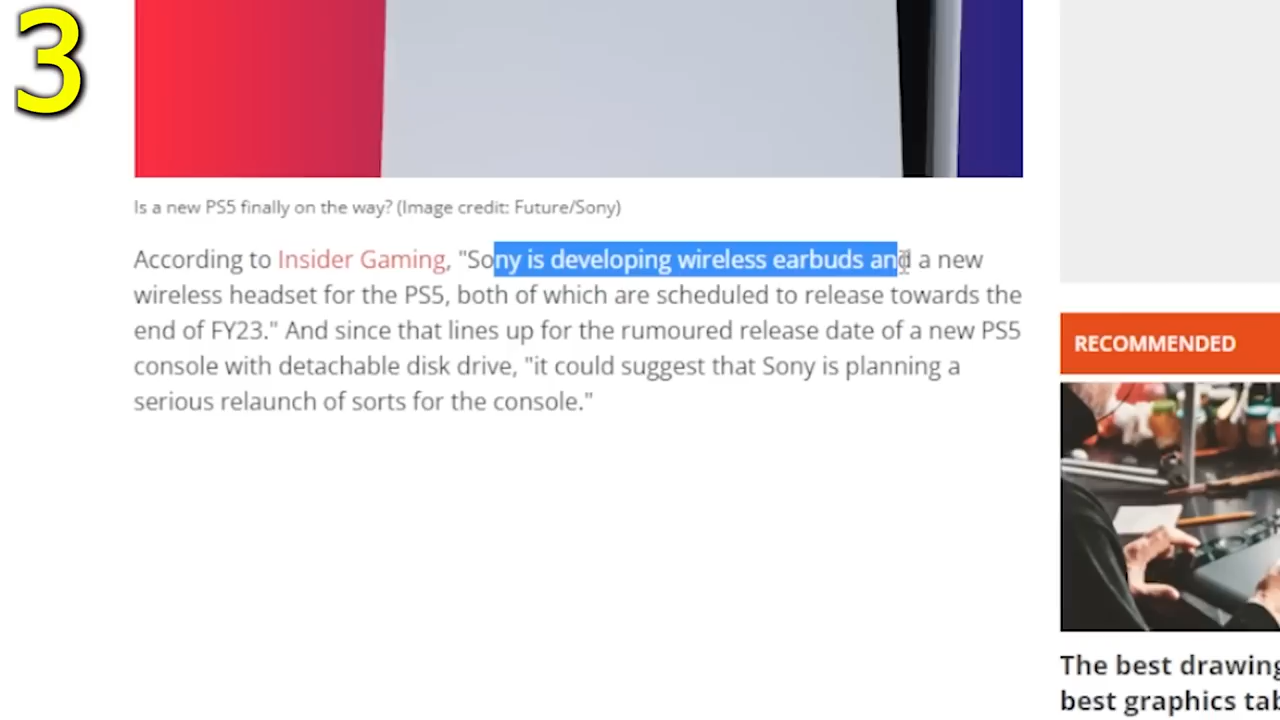 3
Is a new PS5 finally on the way? (Image credit: Future/Sony)
According to Insider Gaming, "Sony is developing wireless earbuds and a new
wireless headset for the PS5, both of which are scheduled to release towards the
end of FY23." And since that lines up for the rumoured release date of a new PS5
console with detachable disk drive, "it could suggest that Sony is planning a
serious relaunch of sorts for the console."
RECOMMENDED
The best drawing
best graphics tab